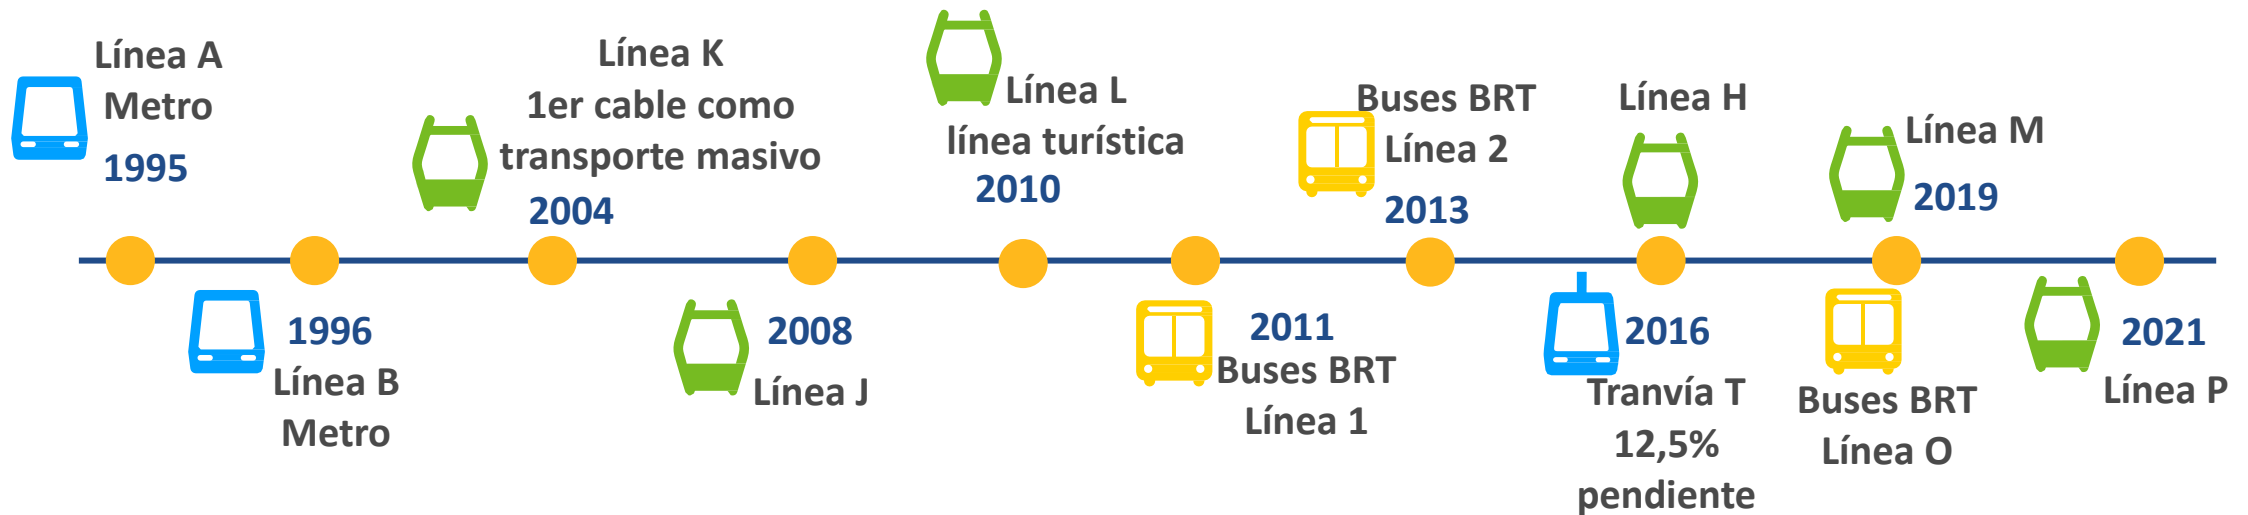 Línea A
Metro
1995
1996
Línea B
Metro
Línea K
1er cable como
transporte masivo
2004
2008
Línea J
Línea L
línea turística
2010
2011
Buses BRT
Línea 1
Buses BRT
Línea 2
2013
Línea H
2016
Tranvía T
12,5%
pendiente
Línea M
2019
Buses BRT
Línea O
2021
Línea P